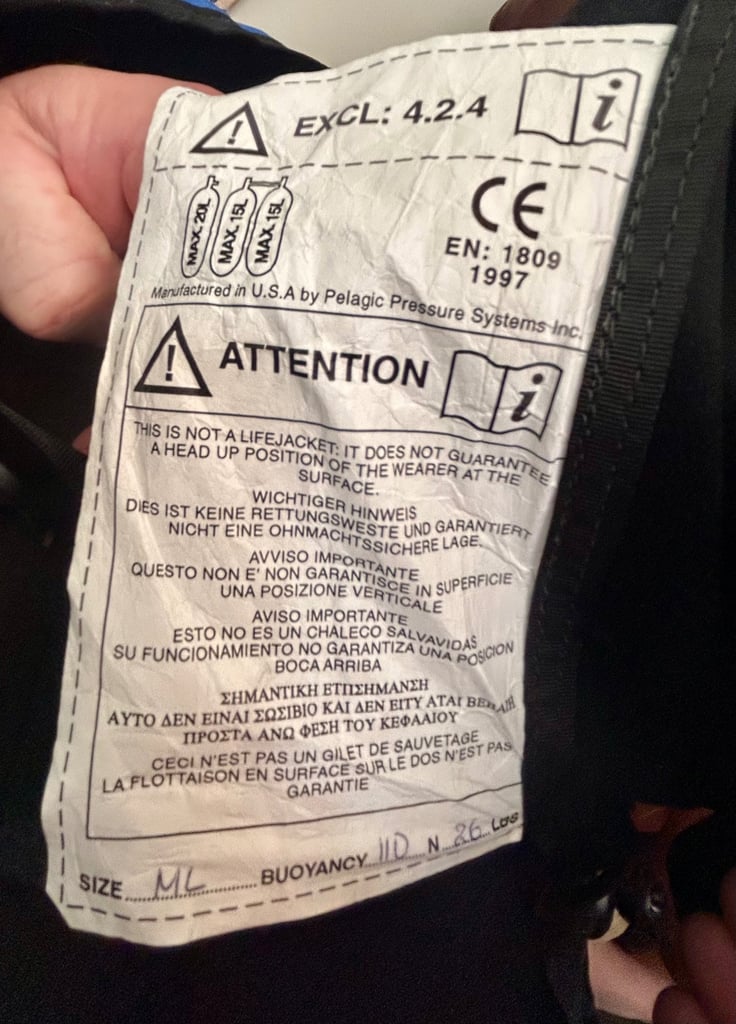 EXCL: 4.2.4
MAX. 20L
MAX. 15L
MAX. 15L
CE
EN: 1809
1997
Manufactured in U.S.A by Pelagic Pressure Systems Inc.
ATTENTION
THIS IS NOT A LIFEJACKET: IT DOES NOT GUARANTEE
A HEAD UP POSITION OF THE WEARER AT THE
SURFACE.
WICHTIGER HINWEIS
DIES IST KEINE RETTUNGSWESTE UND GARANTIERT
NICHT EINE OHNMACHTSSICHERE LAGE.
AVVISO IMPORTANTE
QUESTO NON E' NON GARANTISCE IN SUPERFICIE
UNA POSIZIONE VERTICALE
AVISO IMPORTANTE
ESTO NO ES UN CHALECO SALVAVIDAS
SU FUNCIONAMIENTO NO GARANTIZA UNA POSICION
BOCA ARRIBA
ΣΗΜΑΝΤΙΚΗ ΕΤΠΣΗΜΑΝΣΗ
ΑΥΤΟ ΔΕΝ ΕΙΝΑΙ ΣΩΣΙΒΙΟ ΚΑΙ ΔΕΝ ΕΙΤΥ ΑΤΑΙ
ΠΡΟΣΤΑ ΑΝΩ ΦΕΣΗ ΤΟΥ ΚΕΦΑΑΙΟΥ
CECI N'EST PAS UN GILET DE SAUVETAGE
LA FLOTTAISON EN SURFACE SUR LE DOS N'EST PAS
GARANTIE
SIZE ML BUOYANCY 110 N 26 LBS